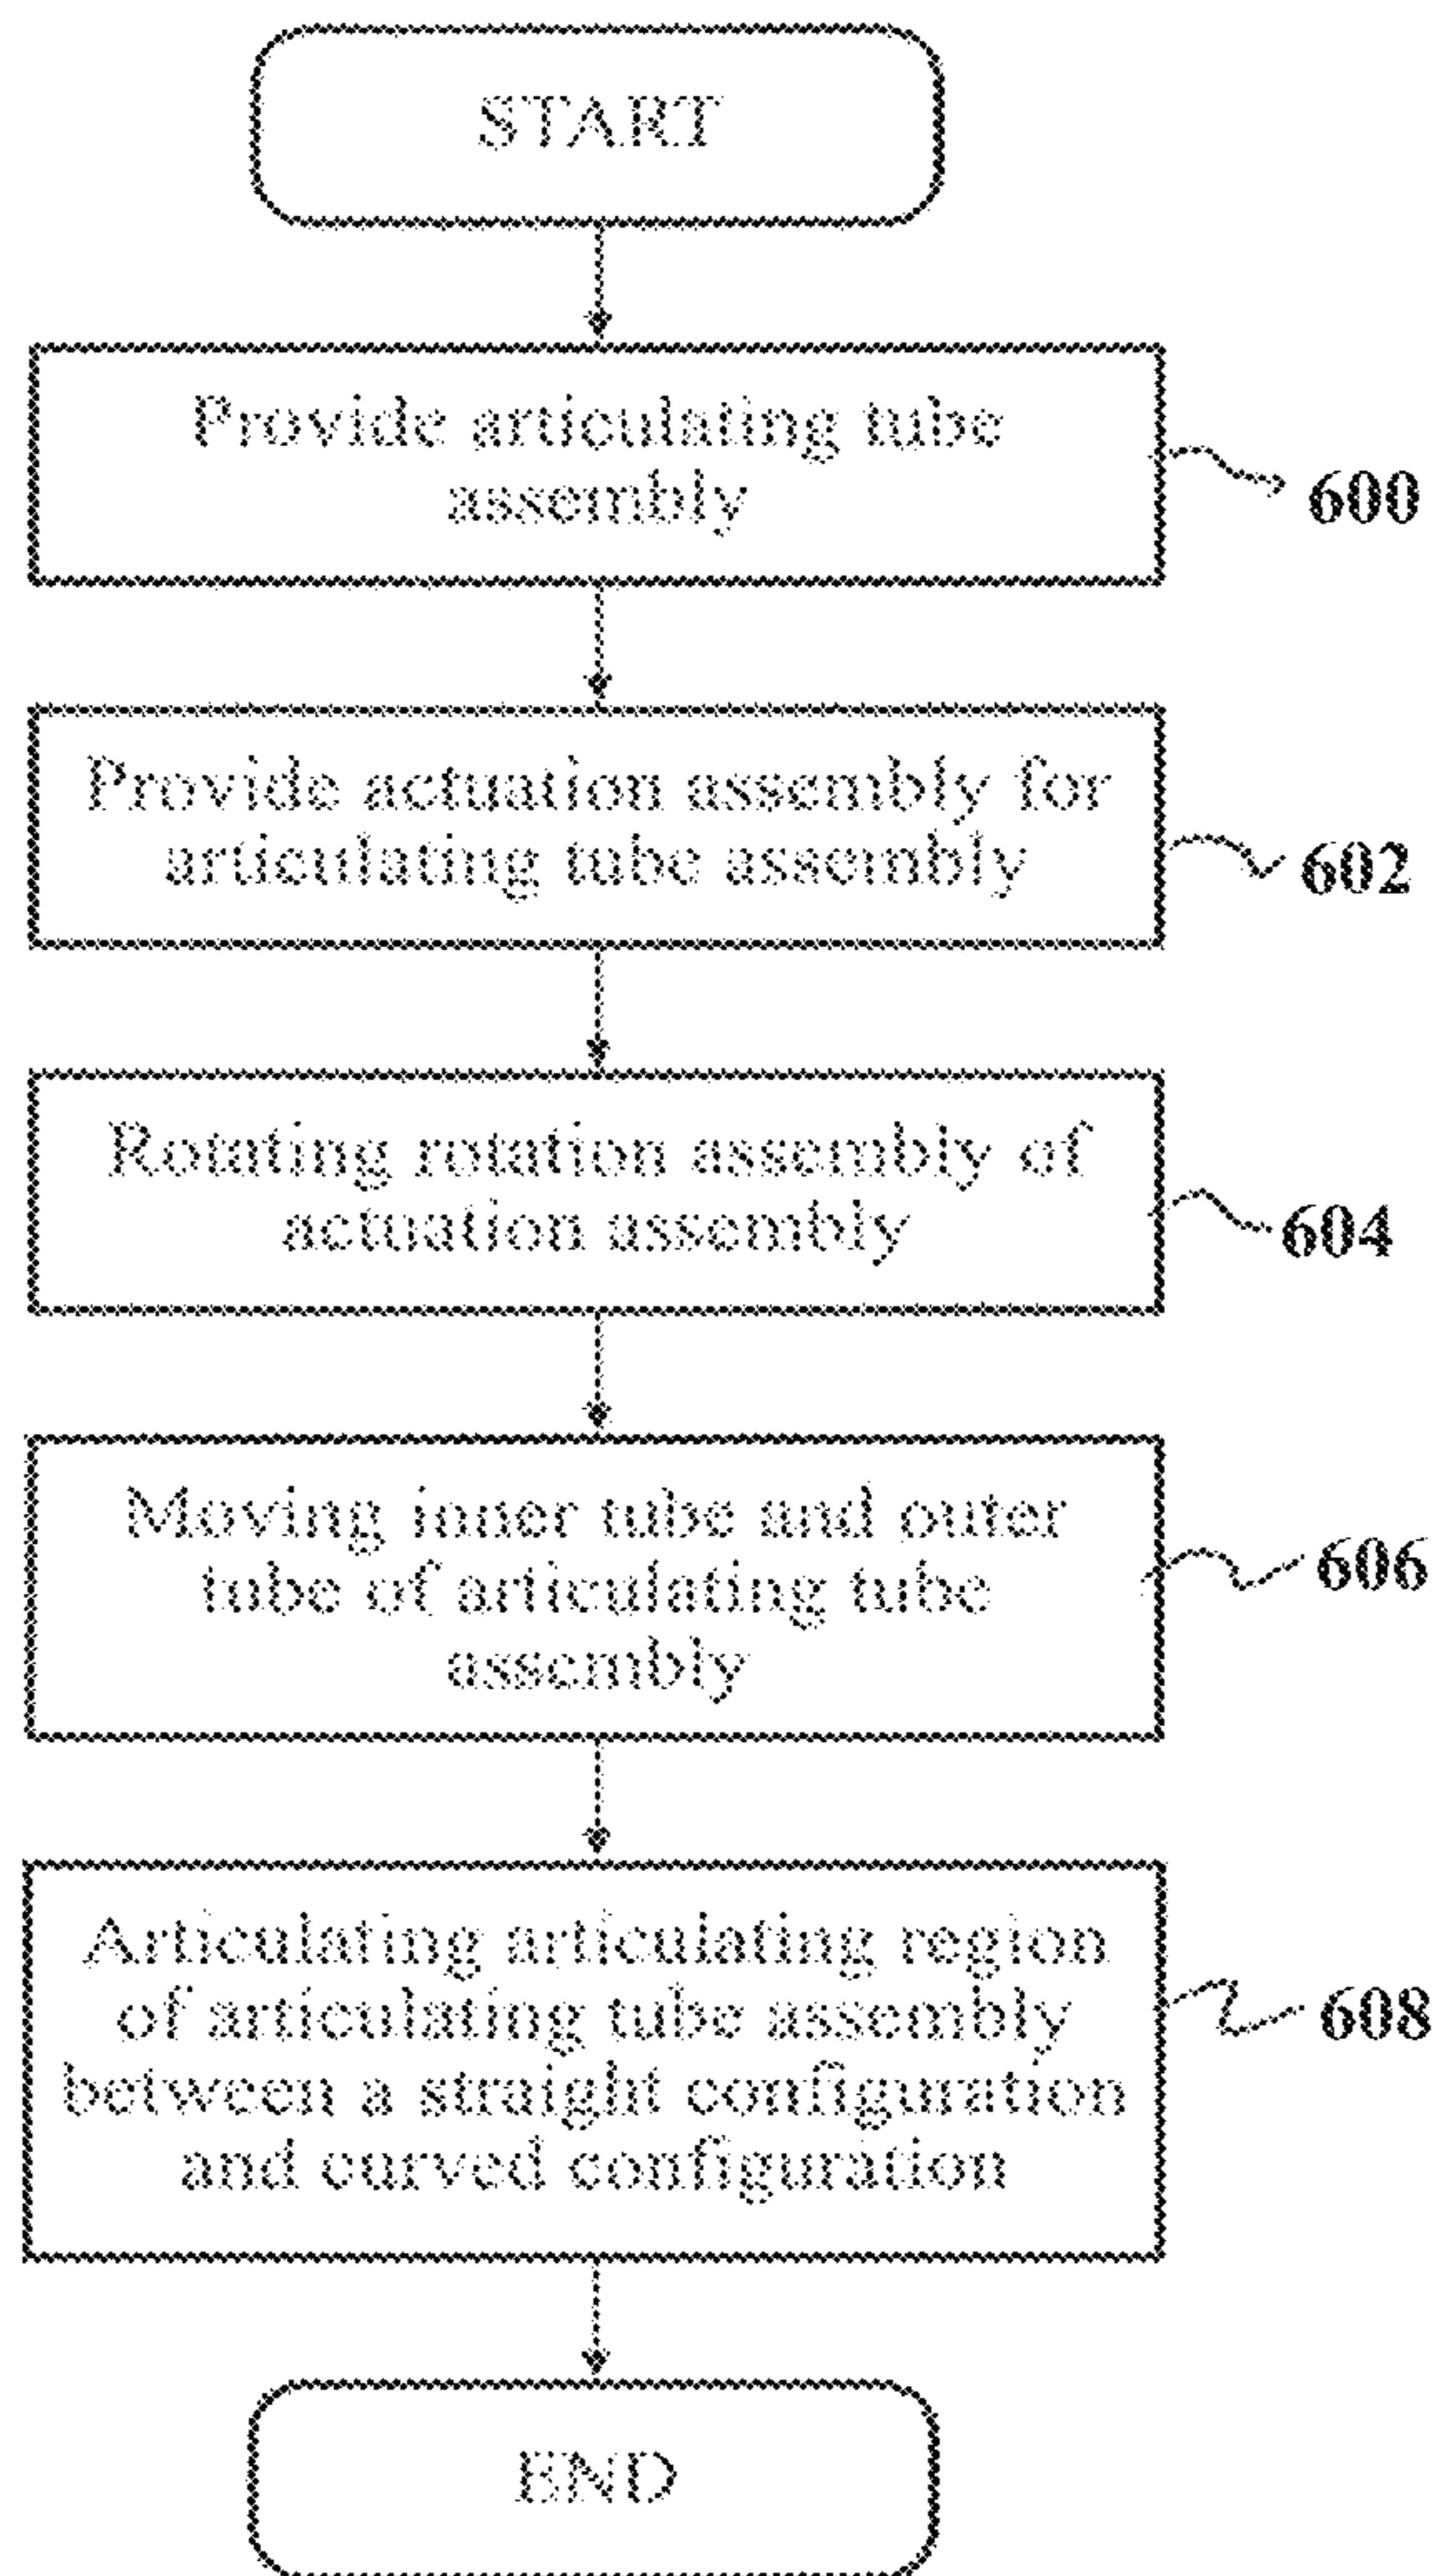 START
Provide articulating tube
assembly
600
Provide actuation assembly for
articulating tube assembly
602
Rotating rotation assembly of
actuation assembly
604
Moving inner tube and outer
tube of articulating tube
assembly
606
Articulating articulating region
of articulating tube assembly
between a straight configuration
and curved configuration
608
END